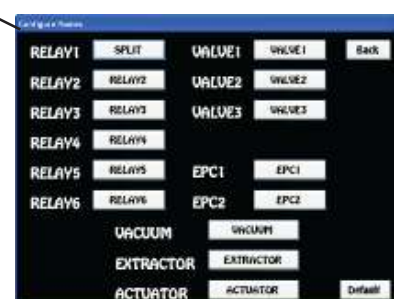 Configure Names
RELAY1 SPLIT VALVE1 VALVE1 Back
RELAY2 RELAY2 VALVE2 VALVE2
RELAY3 RELAY3 VALVE3 VALVE3
RELAY4 RELAY4
RELAY5 RELAY5 EPC1 EPC1
RELAY6 RELAY6 EPC2 EPC2
VACUUM VACUUM
EXTRACTOR EXTRACTOR
ACTUATOR ACTUATOR Default